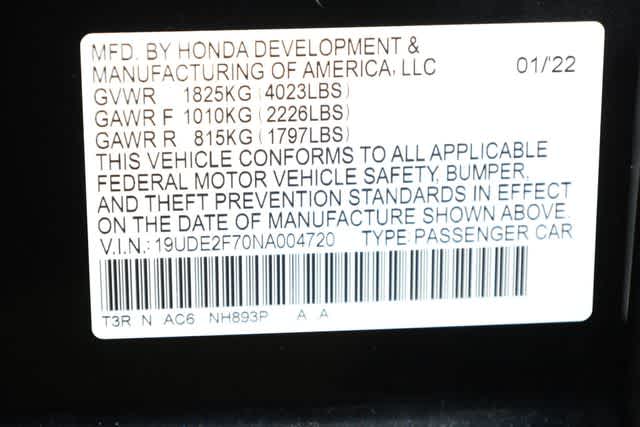 MFD. BY HONDA DEVELOPMENT &
MANUFACTURING OF AMERICA, LLC 01/'22
GVWR 1825KG (4023LBS)
GAWR F 1010KG (2226LBS)
GAWR R 815KG (1797LBS)
THIS VEHICLE CONFORMS TO ALL APPLICABLE
FEDERAL MOTOR VEHICLE SAFETY, BUMPER,
AND THEFT PREVENTION STANDARDS IN EFFECT
ON THE DATE OF MANUFACTURE SHOWN ABOVE.
V.I.N.: 19UDE2F70NA004720 TYPE: PASSENGER CAR
T3R N AC6 NH893P A A